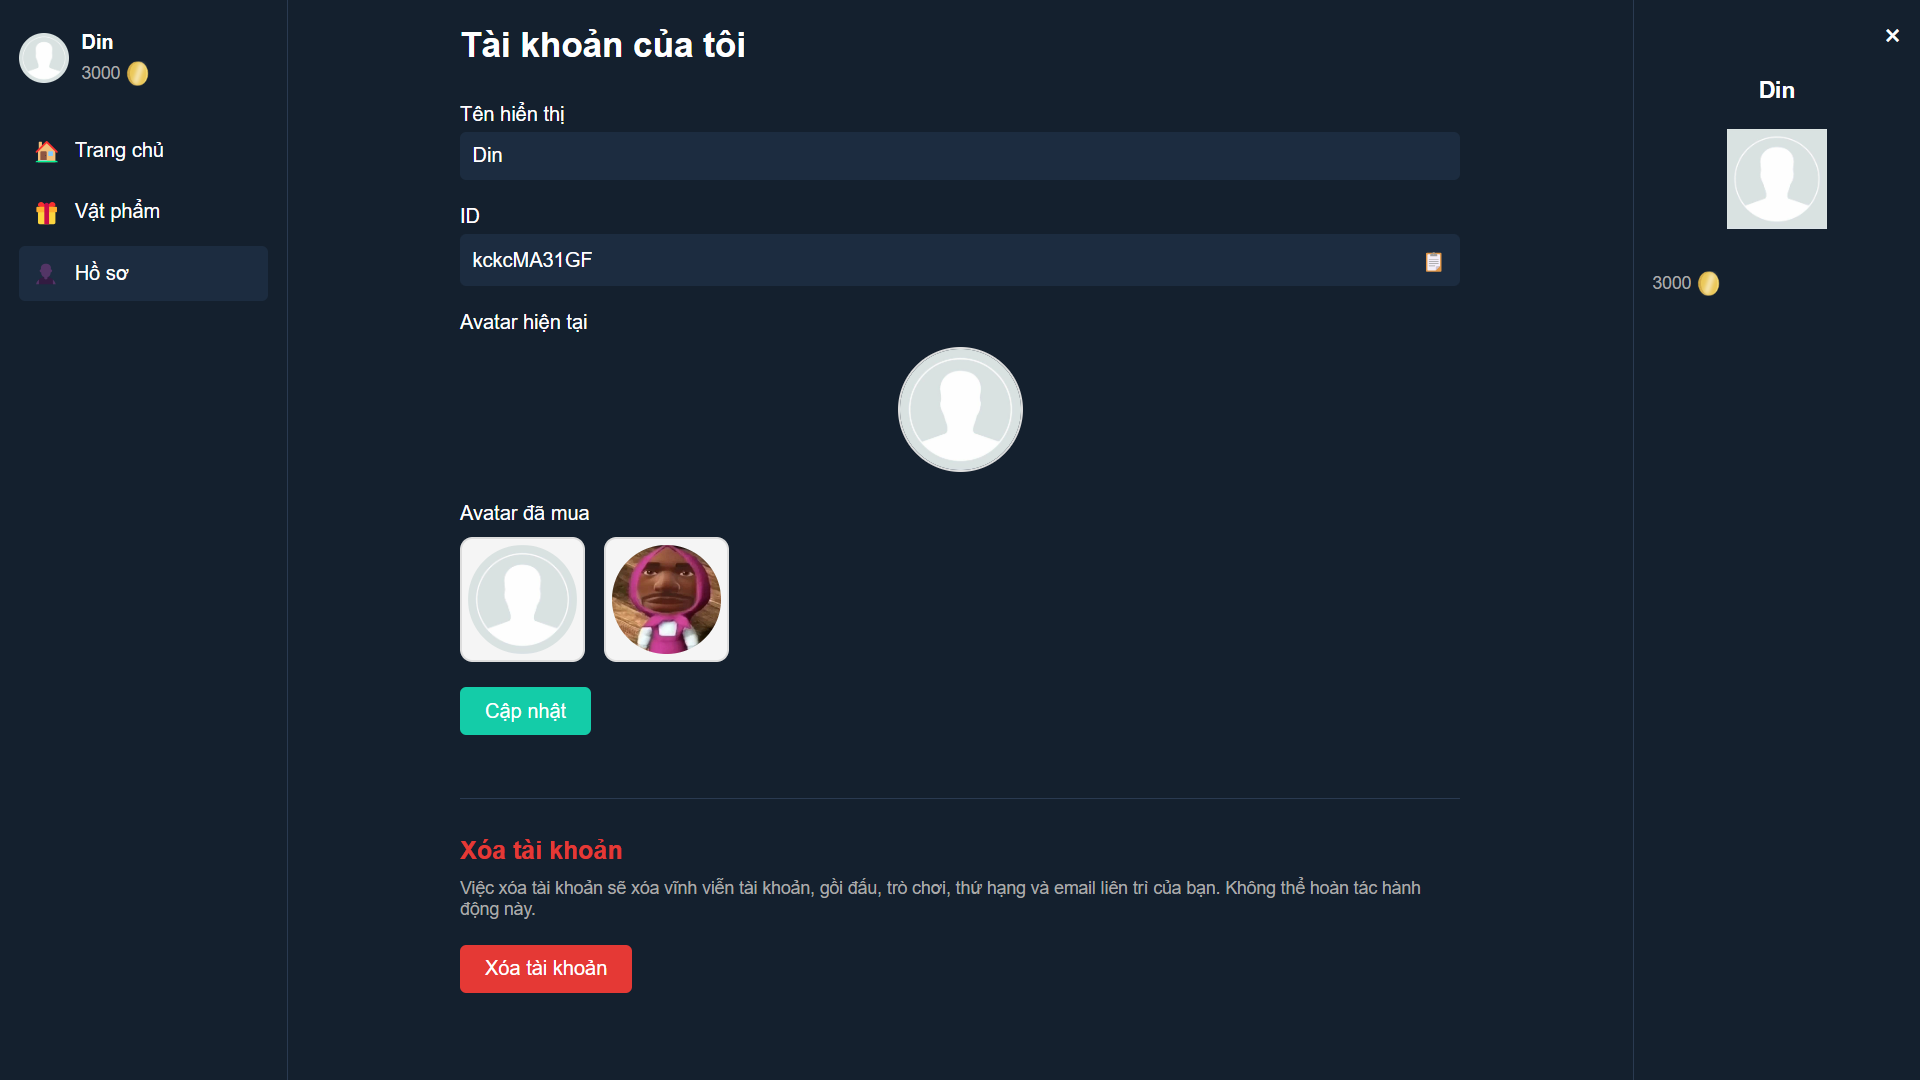 Din
3000
Trang chủ
Vật phẩm
Hồ sơ
Tài khoản của tôi
Tên hiển thị
Din
ID
kckcMA31GF
Avatar hiện tại
Avatar đã mua
Cập nhật
Xóa tài khoản
Việc xóa tài khoản sẽ xóa vĩnh viễn tài khoản, gồi đấu, trò chơi, thứ hạng và email liên trì của bạn. Không thể hoàn tác hành
động này.
Xóa tài khoản
×
Din
3000